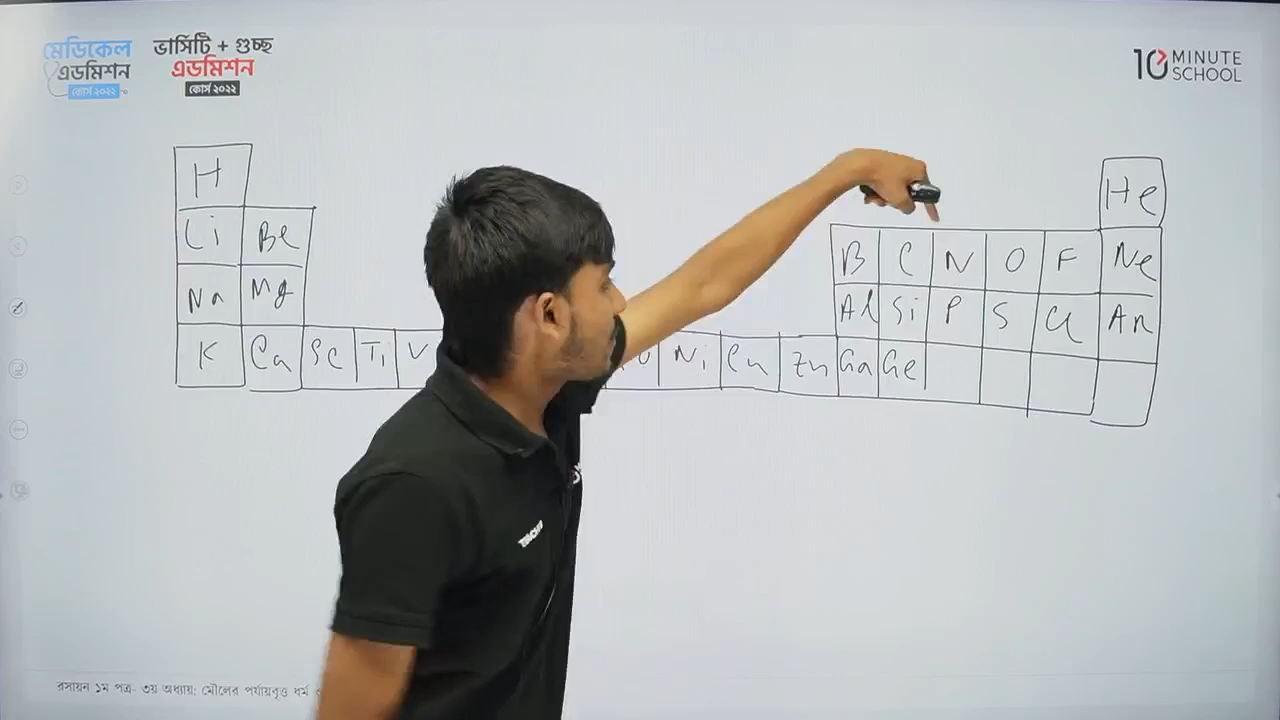 মেডিকেল
এডমিশন
কোর্স ২০২২
ভার্সিটি + গুচ্ছ
এডমিশন
কোর্স ২০২২
10 MINUTE
SCHOOL
H He
Li Be B C N O F Ne
Na Mg Al Si P S Cl Ar
K Ca Sc Ti V Ni Cu Zn Ga Ge
রসায়ন ১ম পত্র- ৩য় অধ্যায়: মৌলের পর্যায়বৃত্ত ধর্ম